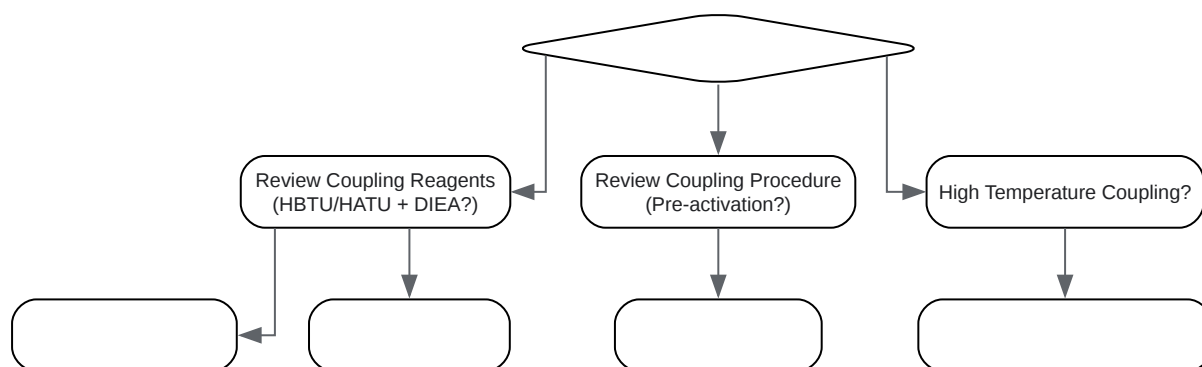 Review Coupling Reagents
(HBTU/HATU + DIEA?)
Review Coupling Procedure
(Pre-activation?)
High Temperature Coupling?